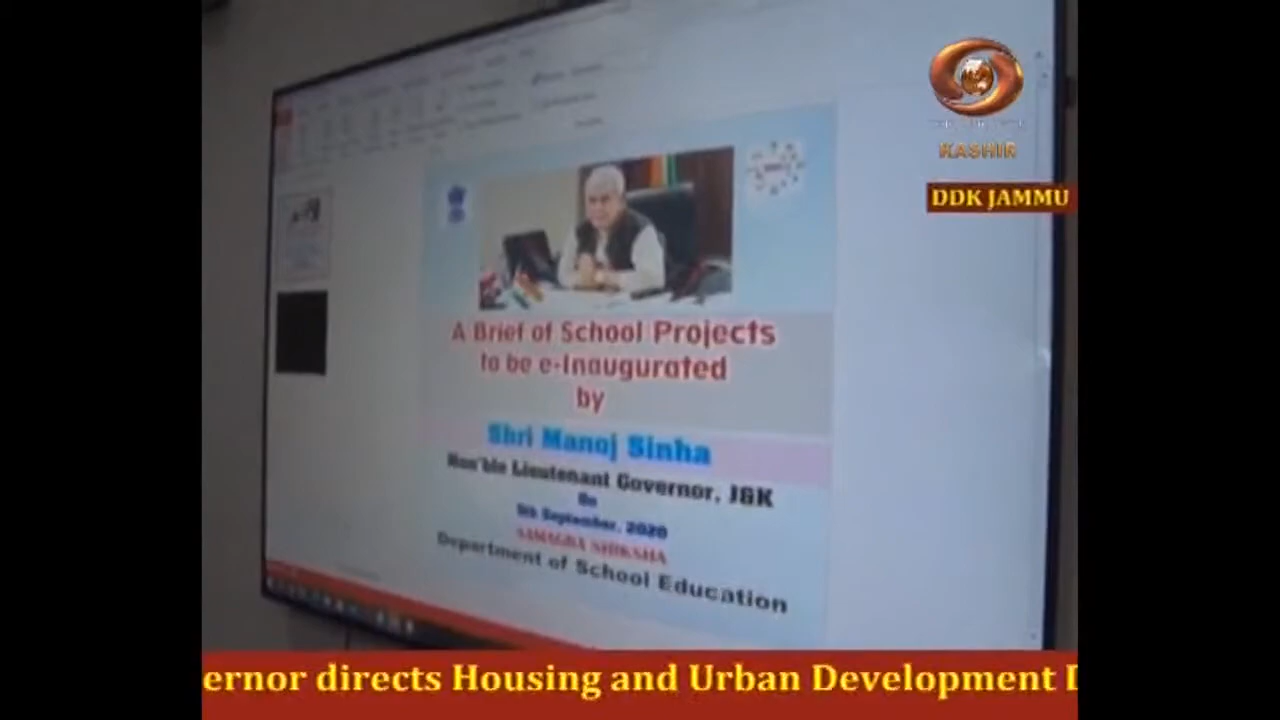 KASHIR
DDK JAMMU
A Brief of School Projects
to be e-Inaugurated
by
Shri Manoj Sinha
Hon'ble Lieutenant Governor, J&K
On
5th September, 2020
SAMAGRA SHIKSHA
Department of School Education
ernor directs Housing and Urban Development D